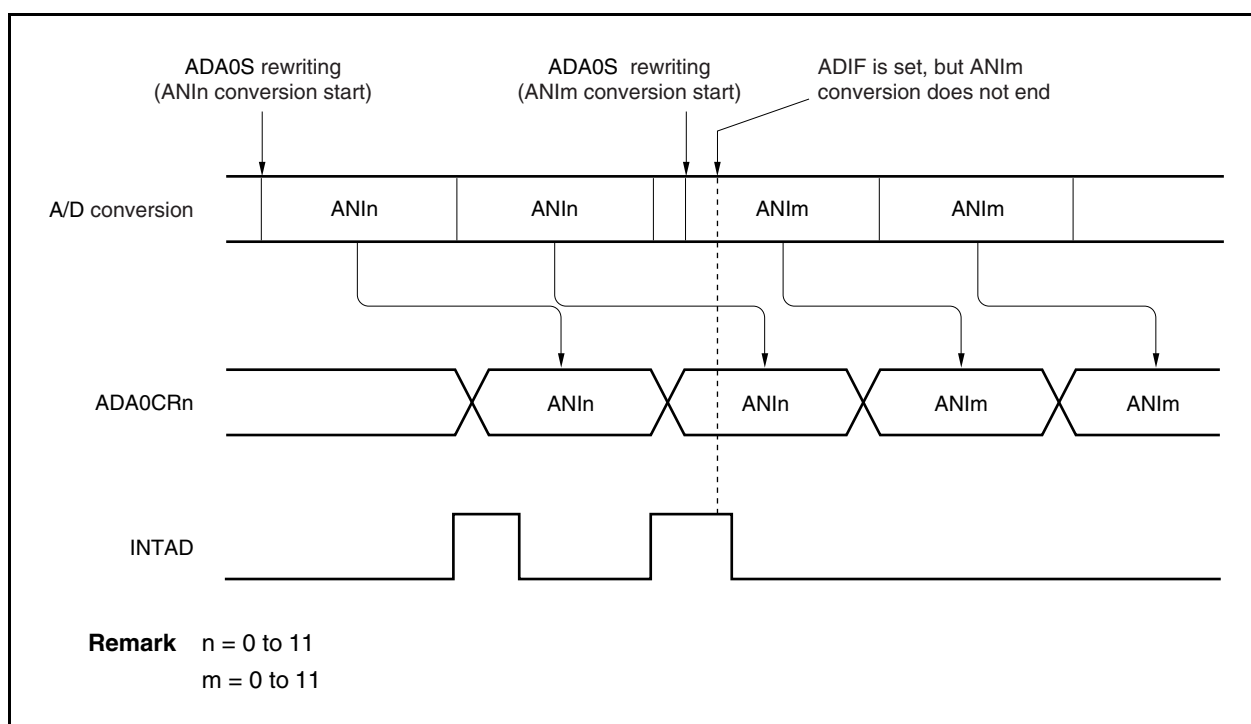 ADA0S rewriting
(ANIn conversion start)
ADA0S rewriting
(ANIm conversion start)
ADIF is set, but ANIm
conversion does not end
A/D conversion
ANIn
ANIn
ANIm
ANIm
ADA0CRn
ANIn
ANIn
ANIm
ANIm
INTAD
Remark n = 0 to 11
m = 0 to 11